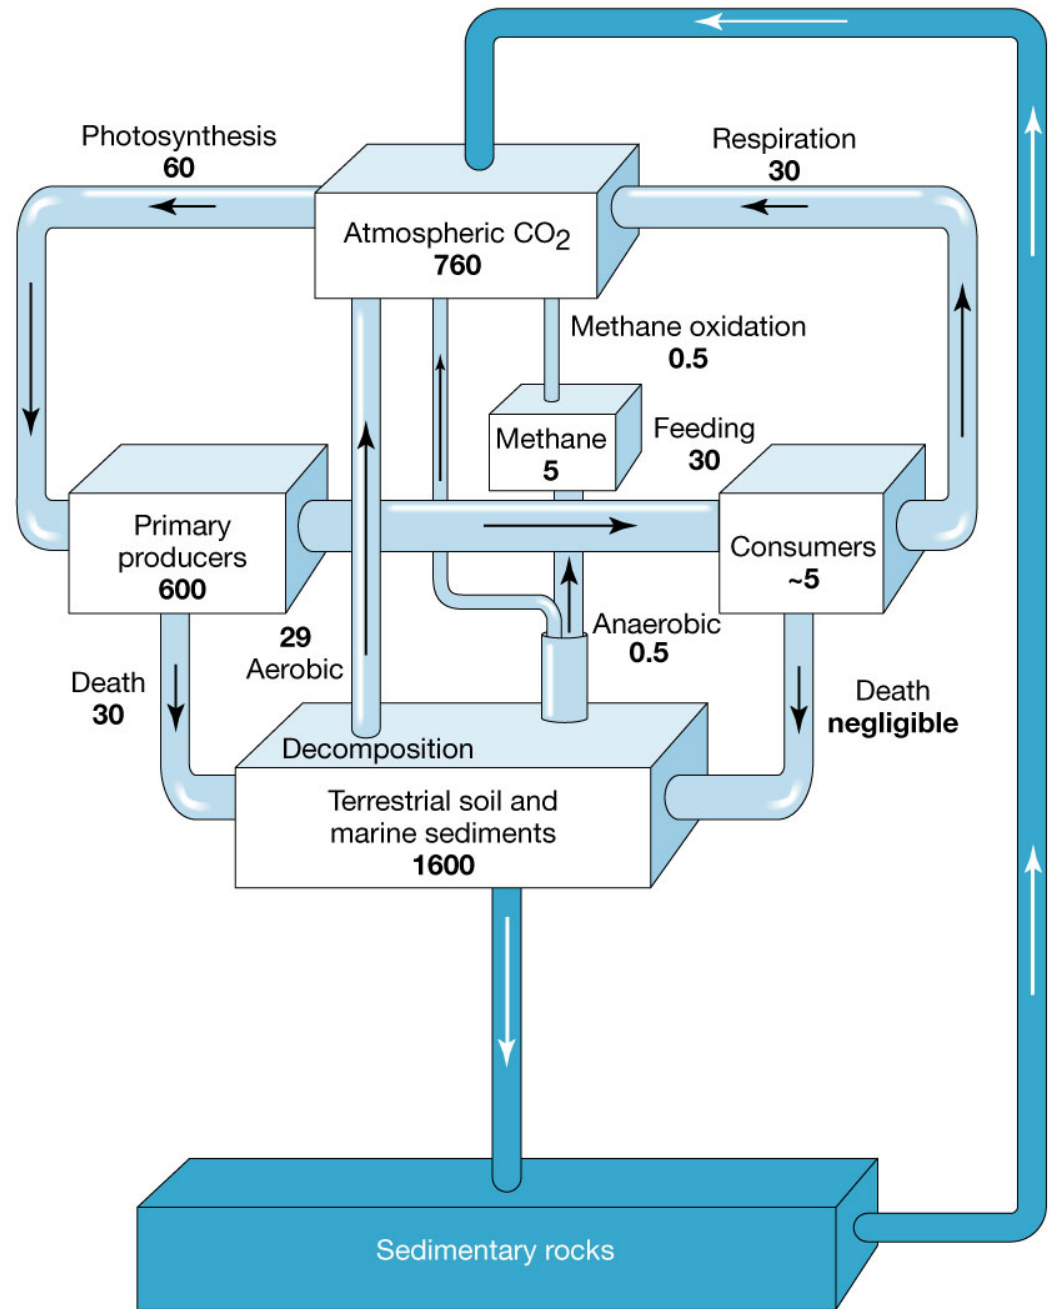 Photosynthesis
60
Respiration
30
Atmospheric CO₂
760
Methane oxidation
0.5
Methane
5
Feeding
30
Primary
producers
600
Consumers
~5
29
Aerobic
Anaerobic
0.5
Death
30
Death
negligible
Decomposition
Terrestrial soil and
marine sediments
1600
Sedimentary rocks